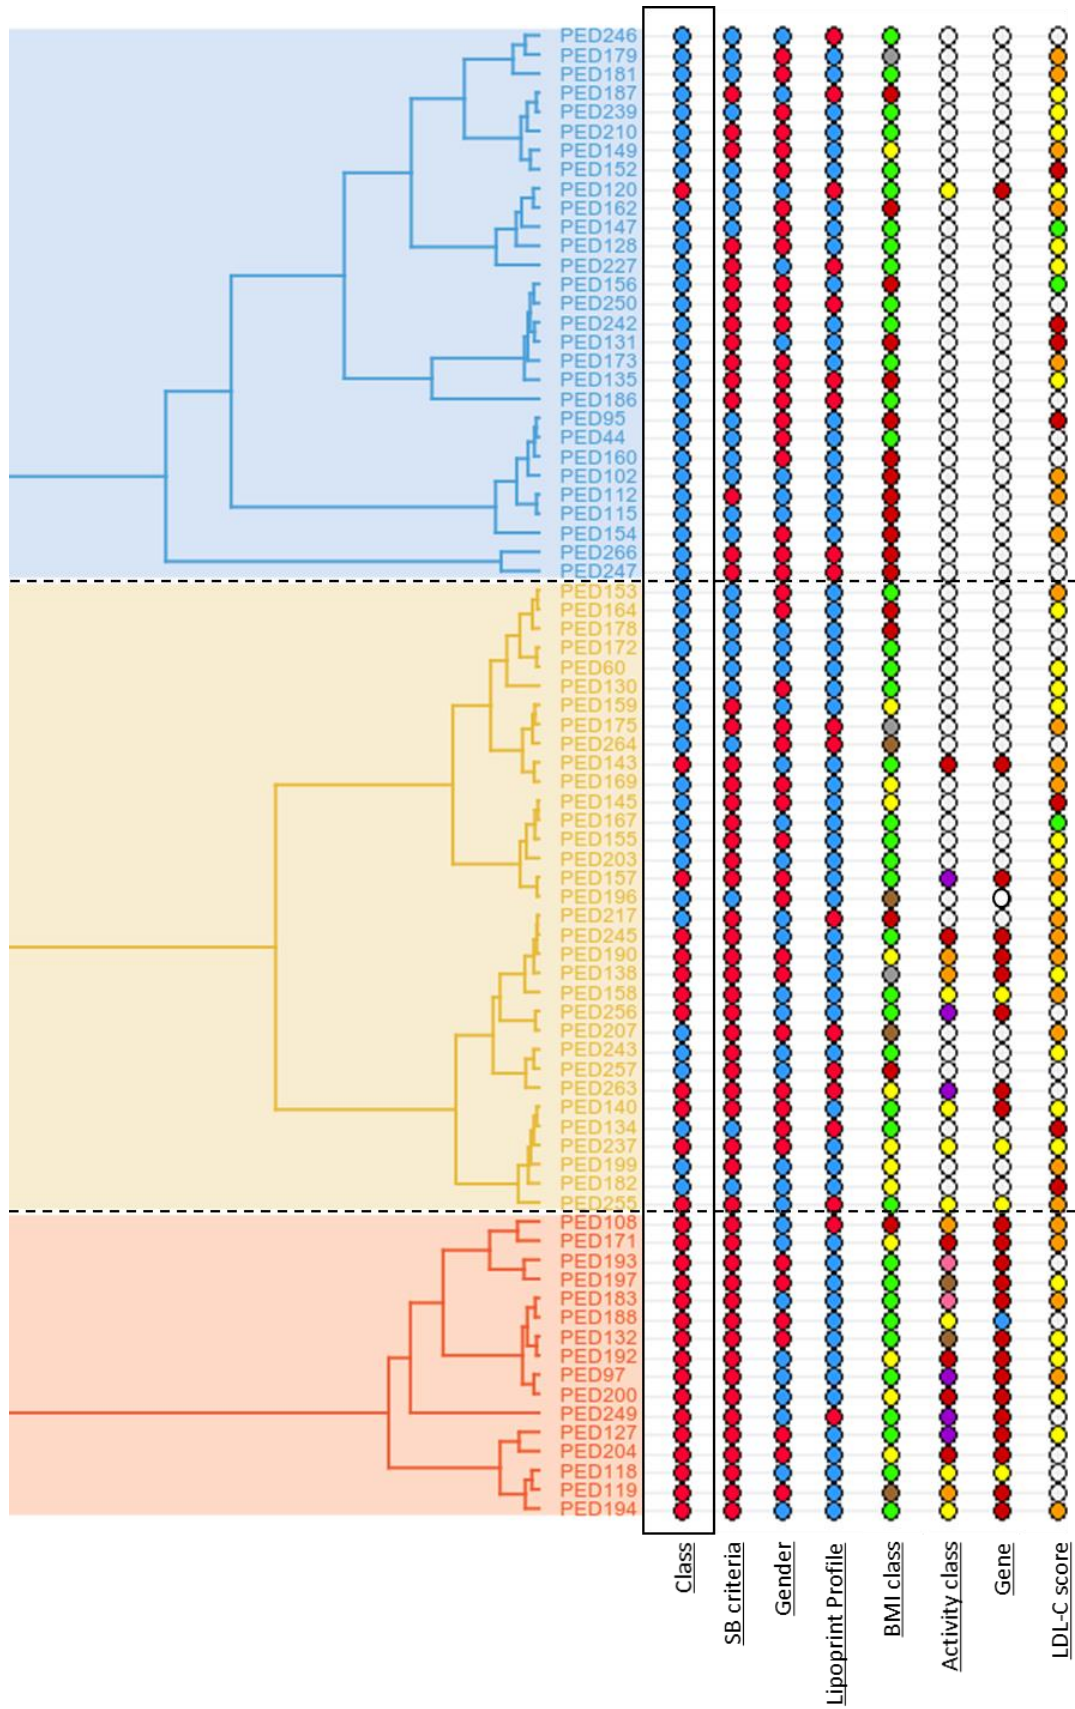 PED246
PED179
PED181
PED187
PED239
PED210
PED149
PED152
PED120
PED162
PED147
PED128
PED227
PED156
PED250
PED242
PED131
PED173
PED135
PED186
PED95
PED44
PED160
PED102
PED112
PED115
PED154
PED266
PED247
PED153
PED164
PED178
PED172
PED60
PED130
PED159
PED175
PED264
PED143
PED169
PED145
PED167
PED155
PED203
PED157
PED196
PED217
PED245
PED190
PED138
PED158
PED256
PED207
PED243
PED257
PED263
PED140
PED134
PED237
PED199
PED182
PED255
PED108
PED171
PED193
PED197
PED183
PED188
PED132
PED192
PED97
PED200
PED249
PED127
PED204
PED118
PED119
PED194
Class
SB criteria
Gender
Lipoprint Profile
BMI class
Activity class
Gene
LDL-C score